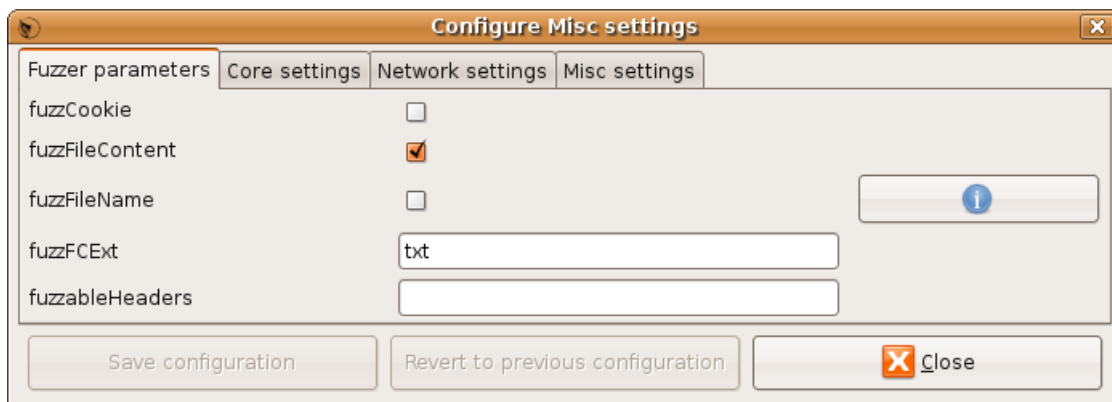 Configure Misc settings
Fuzzer parameters Core settings Network settings Misc settings
fuzzCookie
fuzzFileContent
fuzzFileName
fuzzFCExt txt
fuzzableHeaders
Save configuration Revert to previous configuration Close